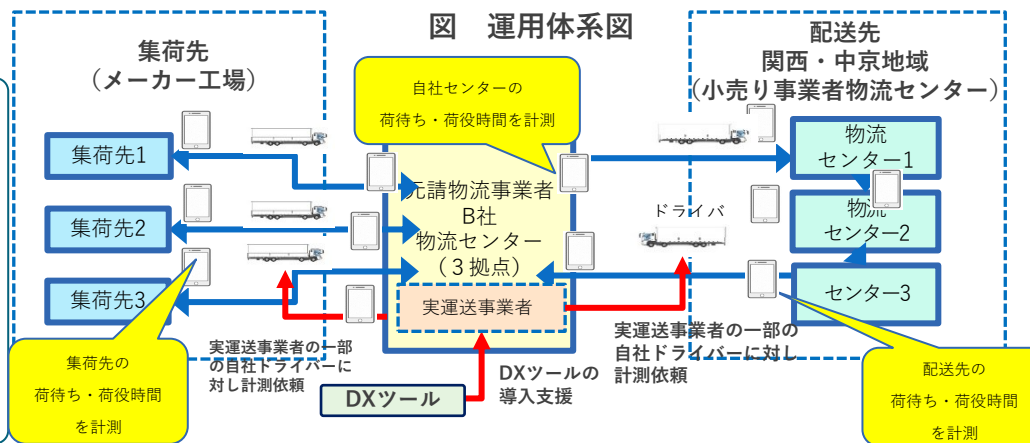 図　運用体系図
集荷先
（メーカー工場）
自社センターの
荷待ち・荷役時間を計測
配送先
関西・中京地域
（小売り事業者物流センター）
集荷先1
集荷先2
集荷先3
元請物流事業者
B社
物流センター
（３拠点）
実運送事業者
ドライバ
物流
センター1
物流
センター2
センター3
集荷先の
荷待ち・荷役時間
を計測
実運送事業者の一部
の自社ドライバーに
対し計測依頼
DXツール
DXツールの
導入支援
実運送事業者の一部の
自社ドライバーに対し
計測依頼
配送先の
荷待ち・荷役時間
を計測